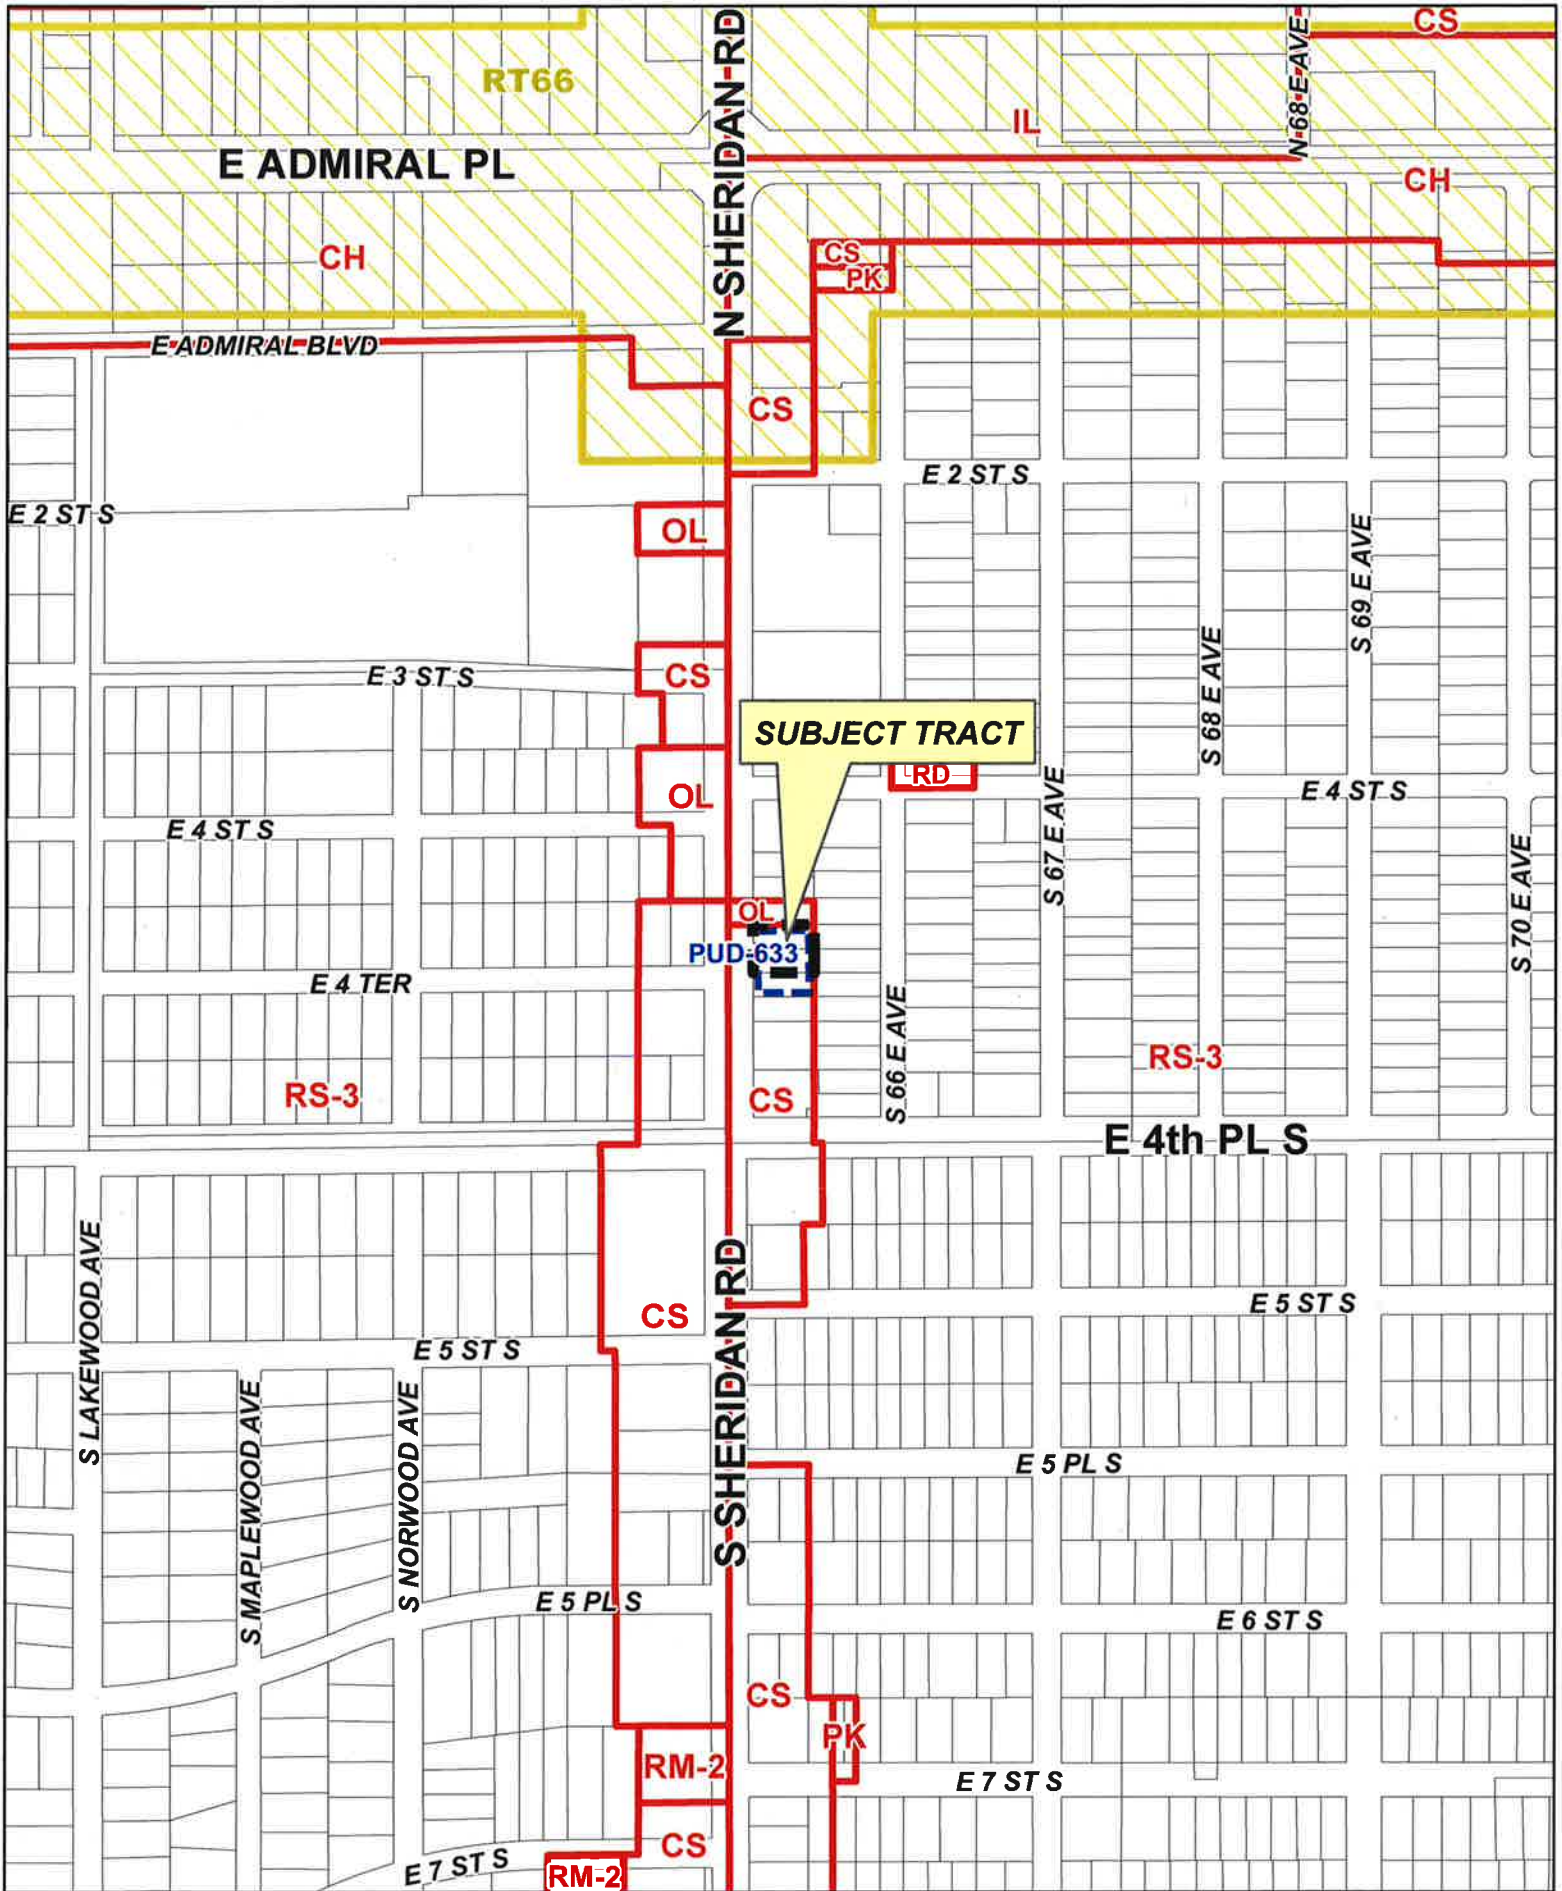 CS
N SHERIDAN RD
N 68 E AVE
RT66
IL
E ADMIRAL PL
CH
CH
CS
PK
E ADMIRAL BLVD
CS
E 2 ST S
E 2 ST S
OL
S 69 E AVE
E 3 ST S
CS
S 68 E AVE
SUBJECT TRACT
RD
OL
S 67 E AVE
E 4 ST S
E 4 ST S
S 70 E AVE
OL
PUD-633
E 4 TER
S 66 E AVE
RS-3
RS-3
CS
E 4th PL S
S LAKEWOOD AVE
S SHERIDAN RD
CS
E 5 ST S
E 5 ST S
S MAPLEWOOD AVE
S NORWOOD AVE
E 5 PL S
E 5 PL S
E 6 ST S
CS
PK
RM-2
E 7 ST S
CS
E 7 ST S
RM-2